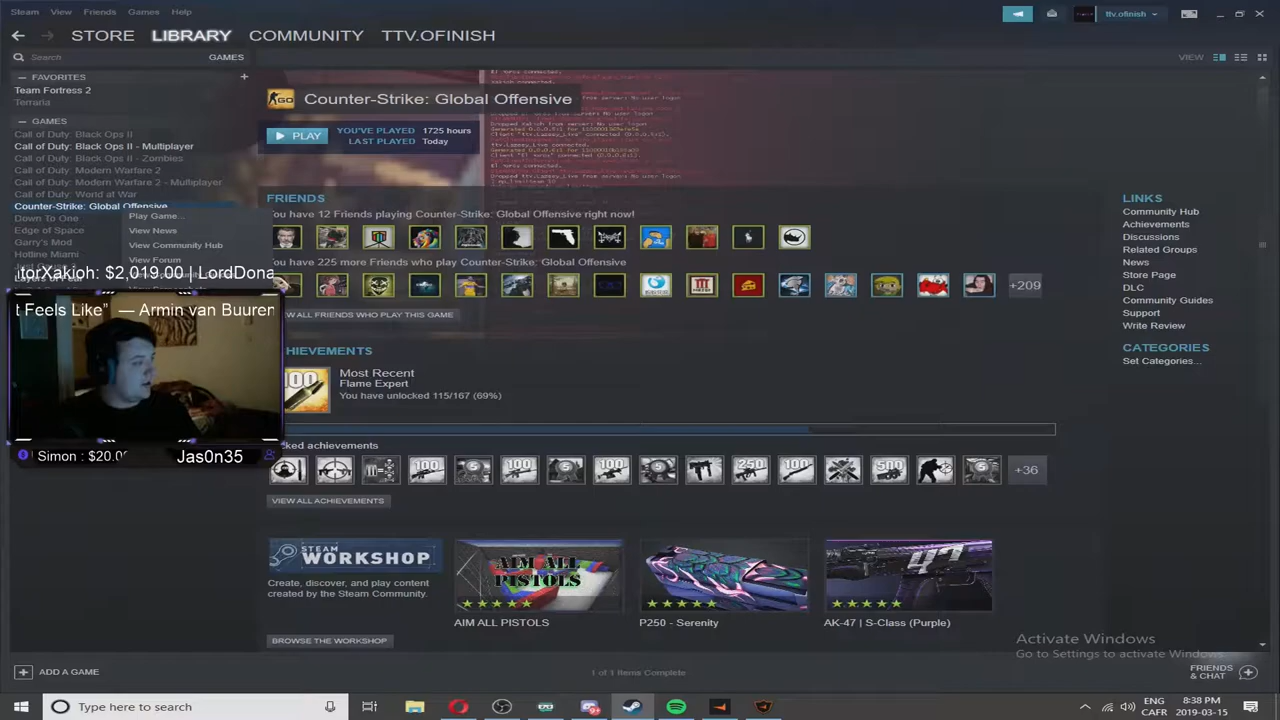 Steam View Friends Games Help
ttv.ofinish
STORE LIBRARY COMMUNITY TTV.OFINISH
Search
GAMES
VIEW
— FAVORITES
Team Fortress 2
Terraria
— GAMES
Call of Duty: Black Ops II
Call of Duty: Black Ops II - Multiplayer
Call of Duty: Black Ops II - Zombies
Call of Duty: Modern Warfare 2
Call of Duty: Modern Warfare 2 - Multiplayer
Call of Duty: World at War
Counter-Strike: Global Offensive
Down To One
Edge of Space
Garry's Mod
Hotline Miami
Play Game...
View News
View Community Hub
View Forum
itorXakioh: $2,019.00 | LordDona
t Feels Like" — Armin van Buuren
Simon : $20.0
Jas0n35
Counter-Strike: Global Offensive
PLAY
YOU'VE PLAYED 1725 hours
LAST PLAYED Today
FRIENDS
You have 12 Friends playing Counter-Strike: Global Offensive right now!
You have 225 more Friends who play Counter-Strike: Global Offensive
+209
ALL FRIENDS WHO PLAY THIS GAME
HIEVEMENTS
Most Recent
Flame Expert
You have unlocked 115/167 (69%)
cked achievements
+36
VIEW ALL ACHIEVEMENTS
STEAM WORKSHOP
Create, discover, and play content
created by the Steam Community.
AIM ALL PISTOLS
AIM ALL PISTOLS
P250 - Serenity
47
AK-47 | S-Class (Purple)
BROWSE THE WORKSHOP
LINKS
Community Hub
Achievements
Discussions
Related Groups
News
Store Page
DLC
Community Guides
Support
Write Review
CATEGORIES
Set Categories...
Activate Windows
Go to Settings to activate Windows.
+ ADD A GAME
1 of 1 Items Complete
FRIENDS
& CHAT
Type here to search
ENG
CAFR
8:38 PM
2019-03-15